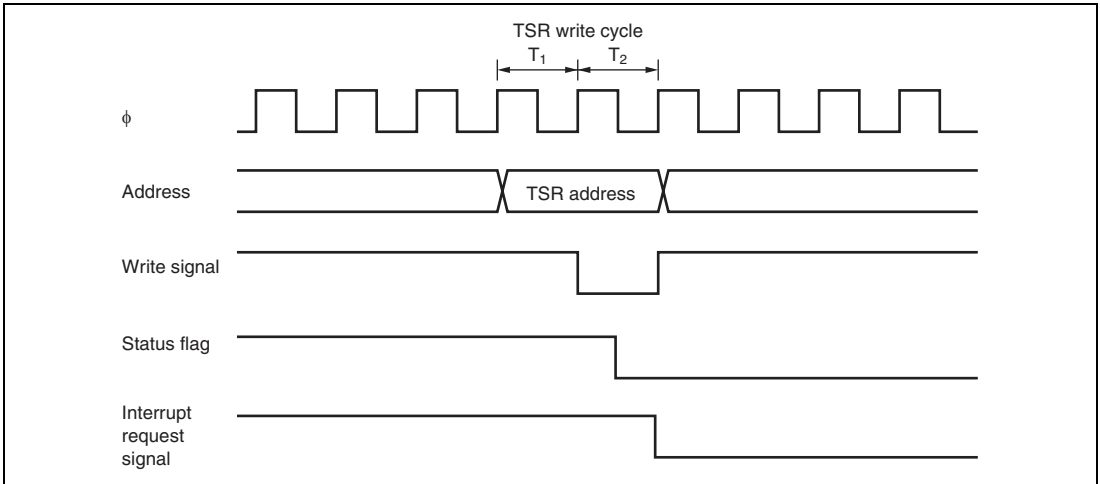 TSR write cycle
T₁ T₂
ϕ
Address
TSR address
Write signal
Status flag
Interrupt
request
signal